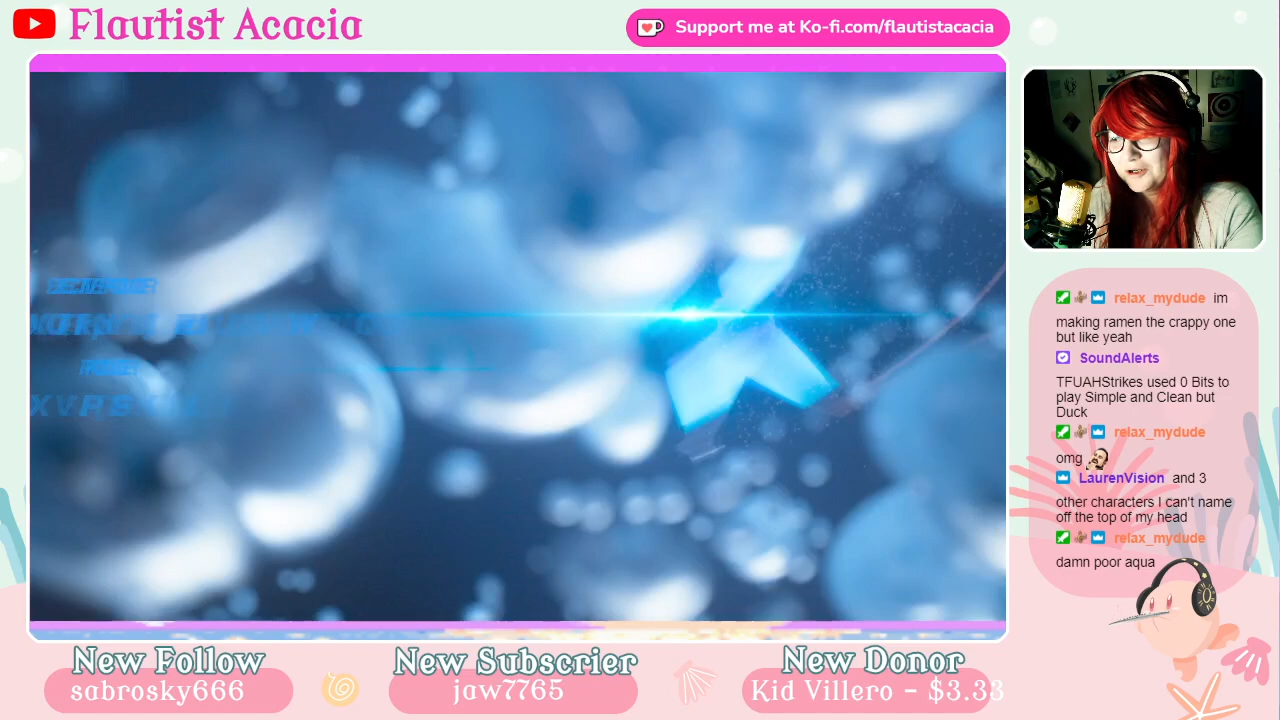 Flautist Acacia
Support me at Ko-fi.com/flautistacacia
relax_mydude im
making ramen the crappy one
but like yeah
SoundAlerts
TFUAHStrikes used 0 Bits to
play Simple and Clean but
Duck
relax_mydude
omg
LaurenVision and 3
other characters I can't name
off the top of my head
relax_mydude
damn poor aqua
New Follow
sabrosky666
New Subscrier
jaw7765
New Donor
Kid Villero - $3.33